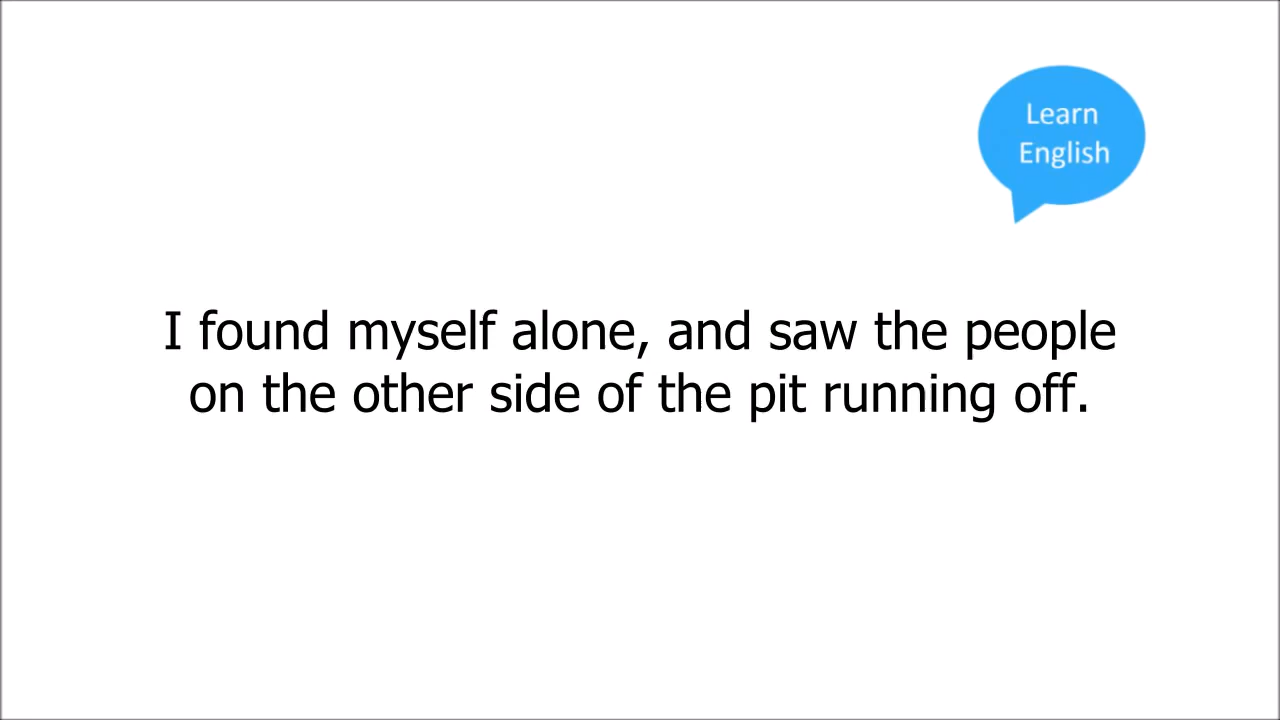 Learn
English
I found myself alone, and saw the people
on the other side of the pit running off.